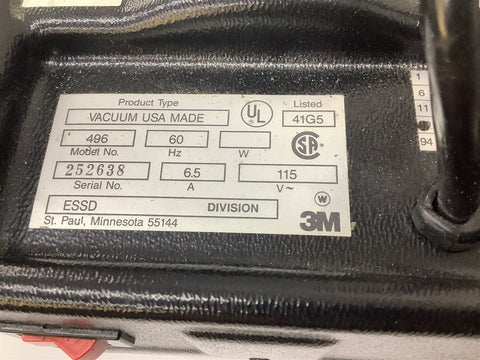 Product Type
VACUUM USA MADE
UL
Listed
41G5
496
60
Model No.
Hz
W
SA
252638
6.5
115
Serial No.
A
V~
ESSD DIVISION
W
St. Paul, Minnesota 55144
3M
1
6
11
94